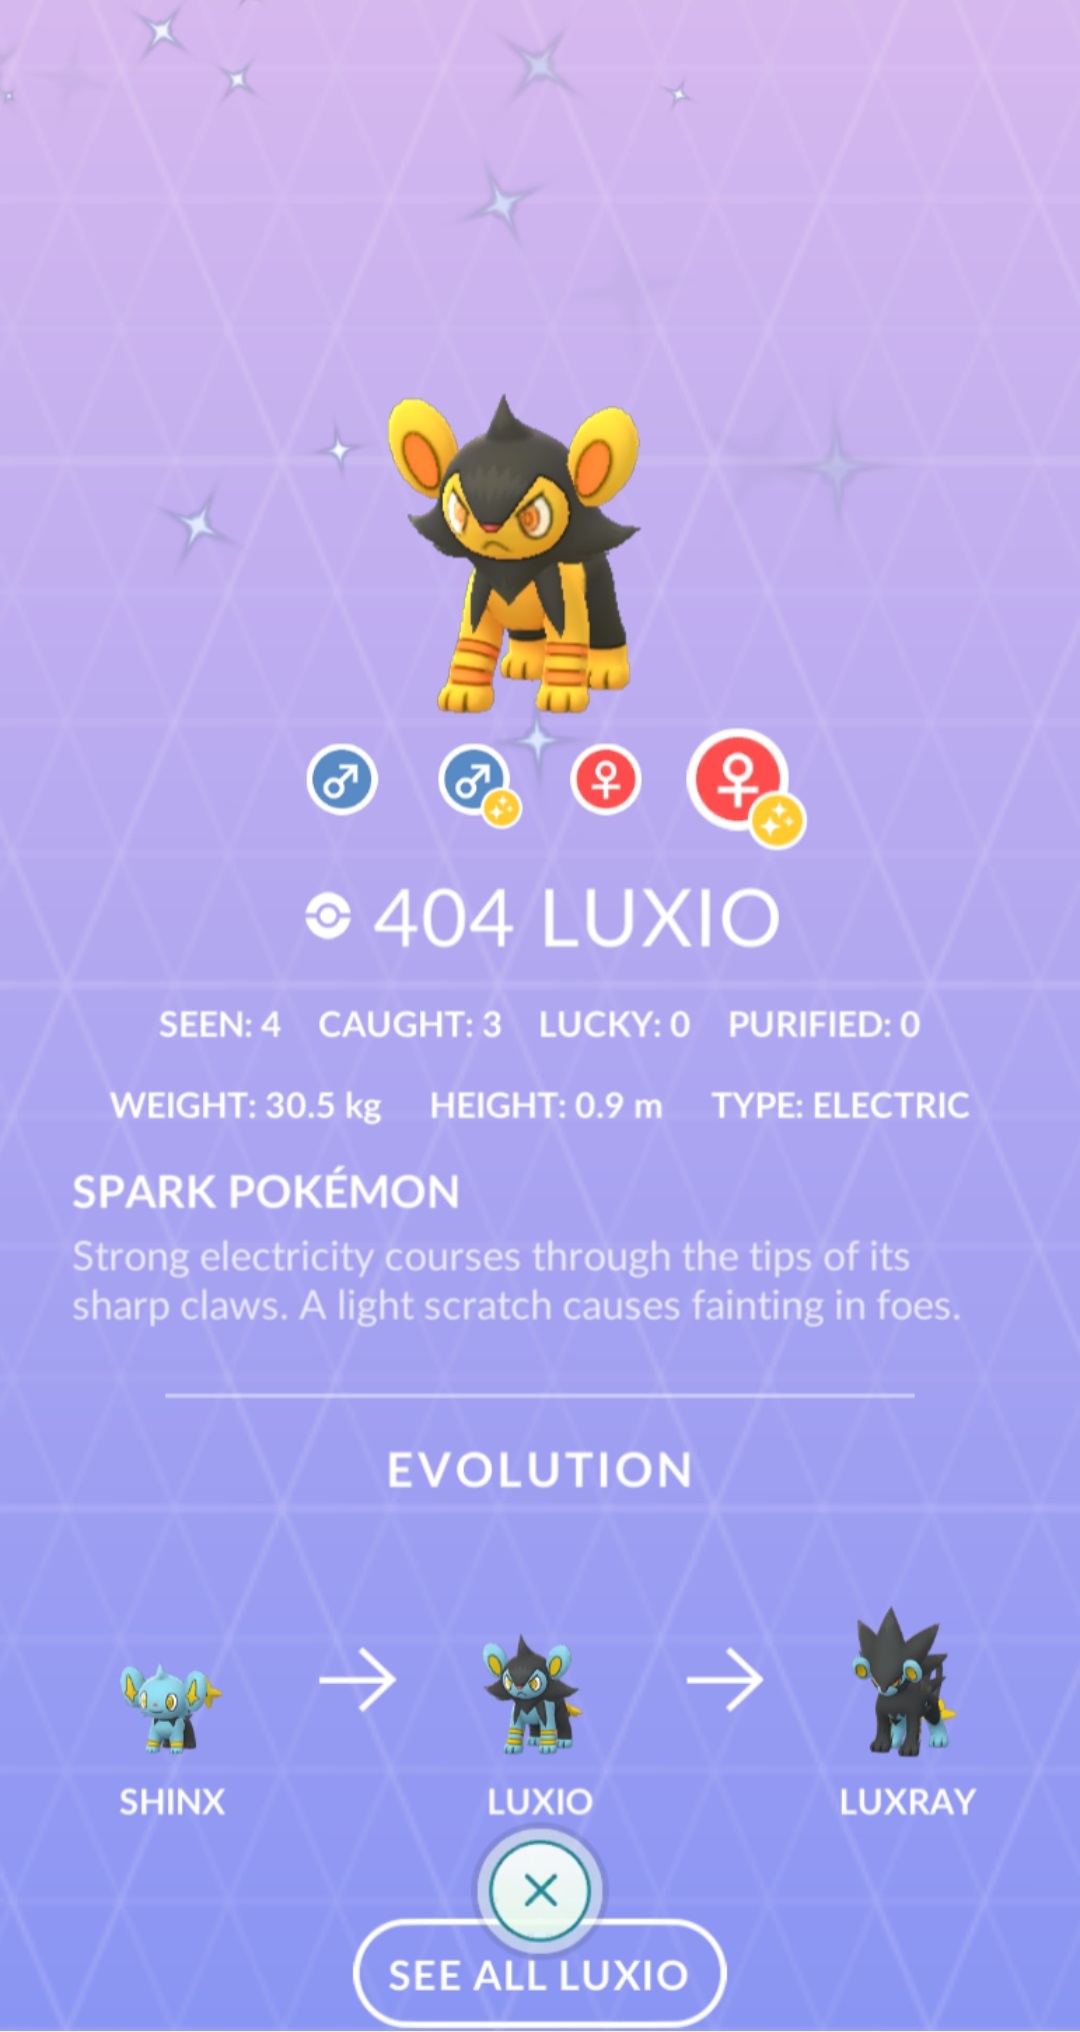 404 LUXIO
SEEN: 4 CAUGHT: 3 LUCKY: 0 PURIFIED: 0
WEIGHT: 30.5 kg HEIGHT: 0.9 m TYPE: ELECTRIC
SPARK POKÉMON
Strong electricity courses through the tips of its
sharp claws. A light scratch causes fainting in foes.
EVOLUTION
SHINX LUXIO LUXRAY
SEE ALL LUXIO